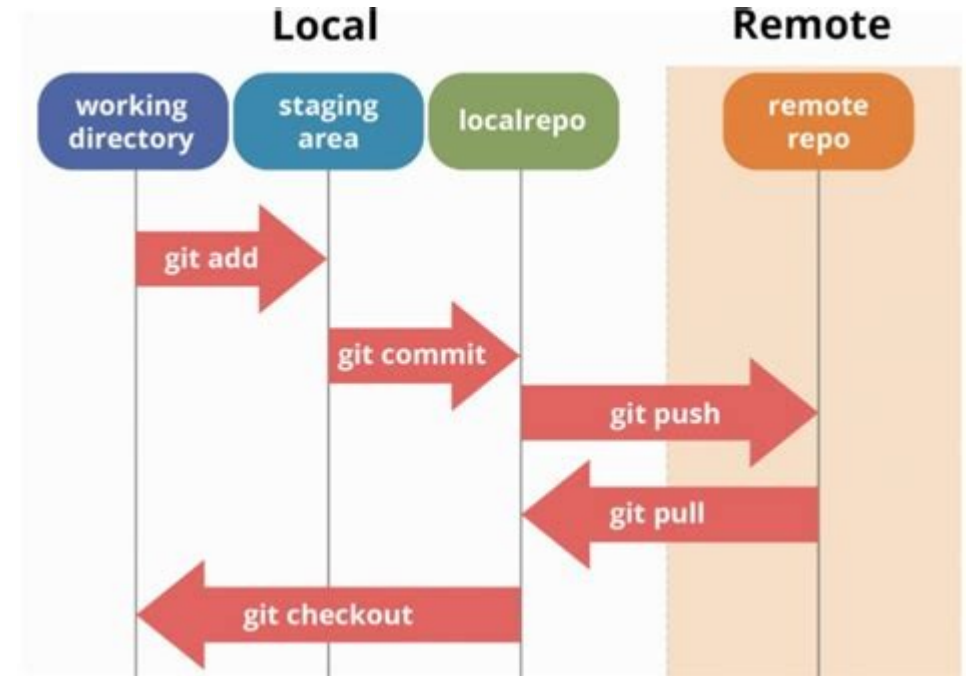 Local
Remote
working
directory
staging
area
localrepo
remote
repo
git add
git commit
git push
git pull
git checkout